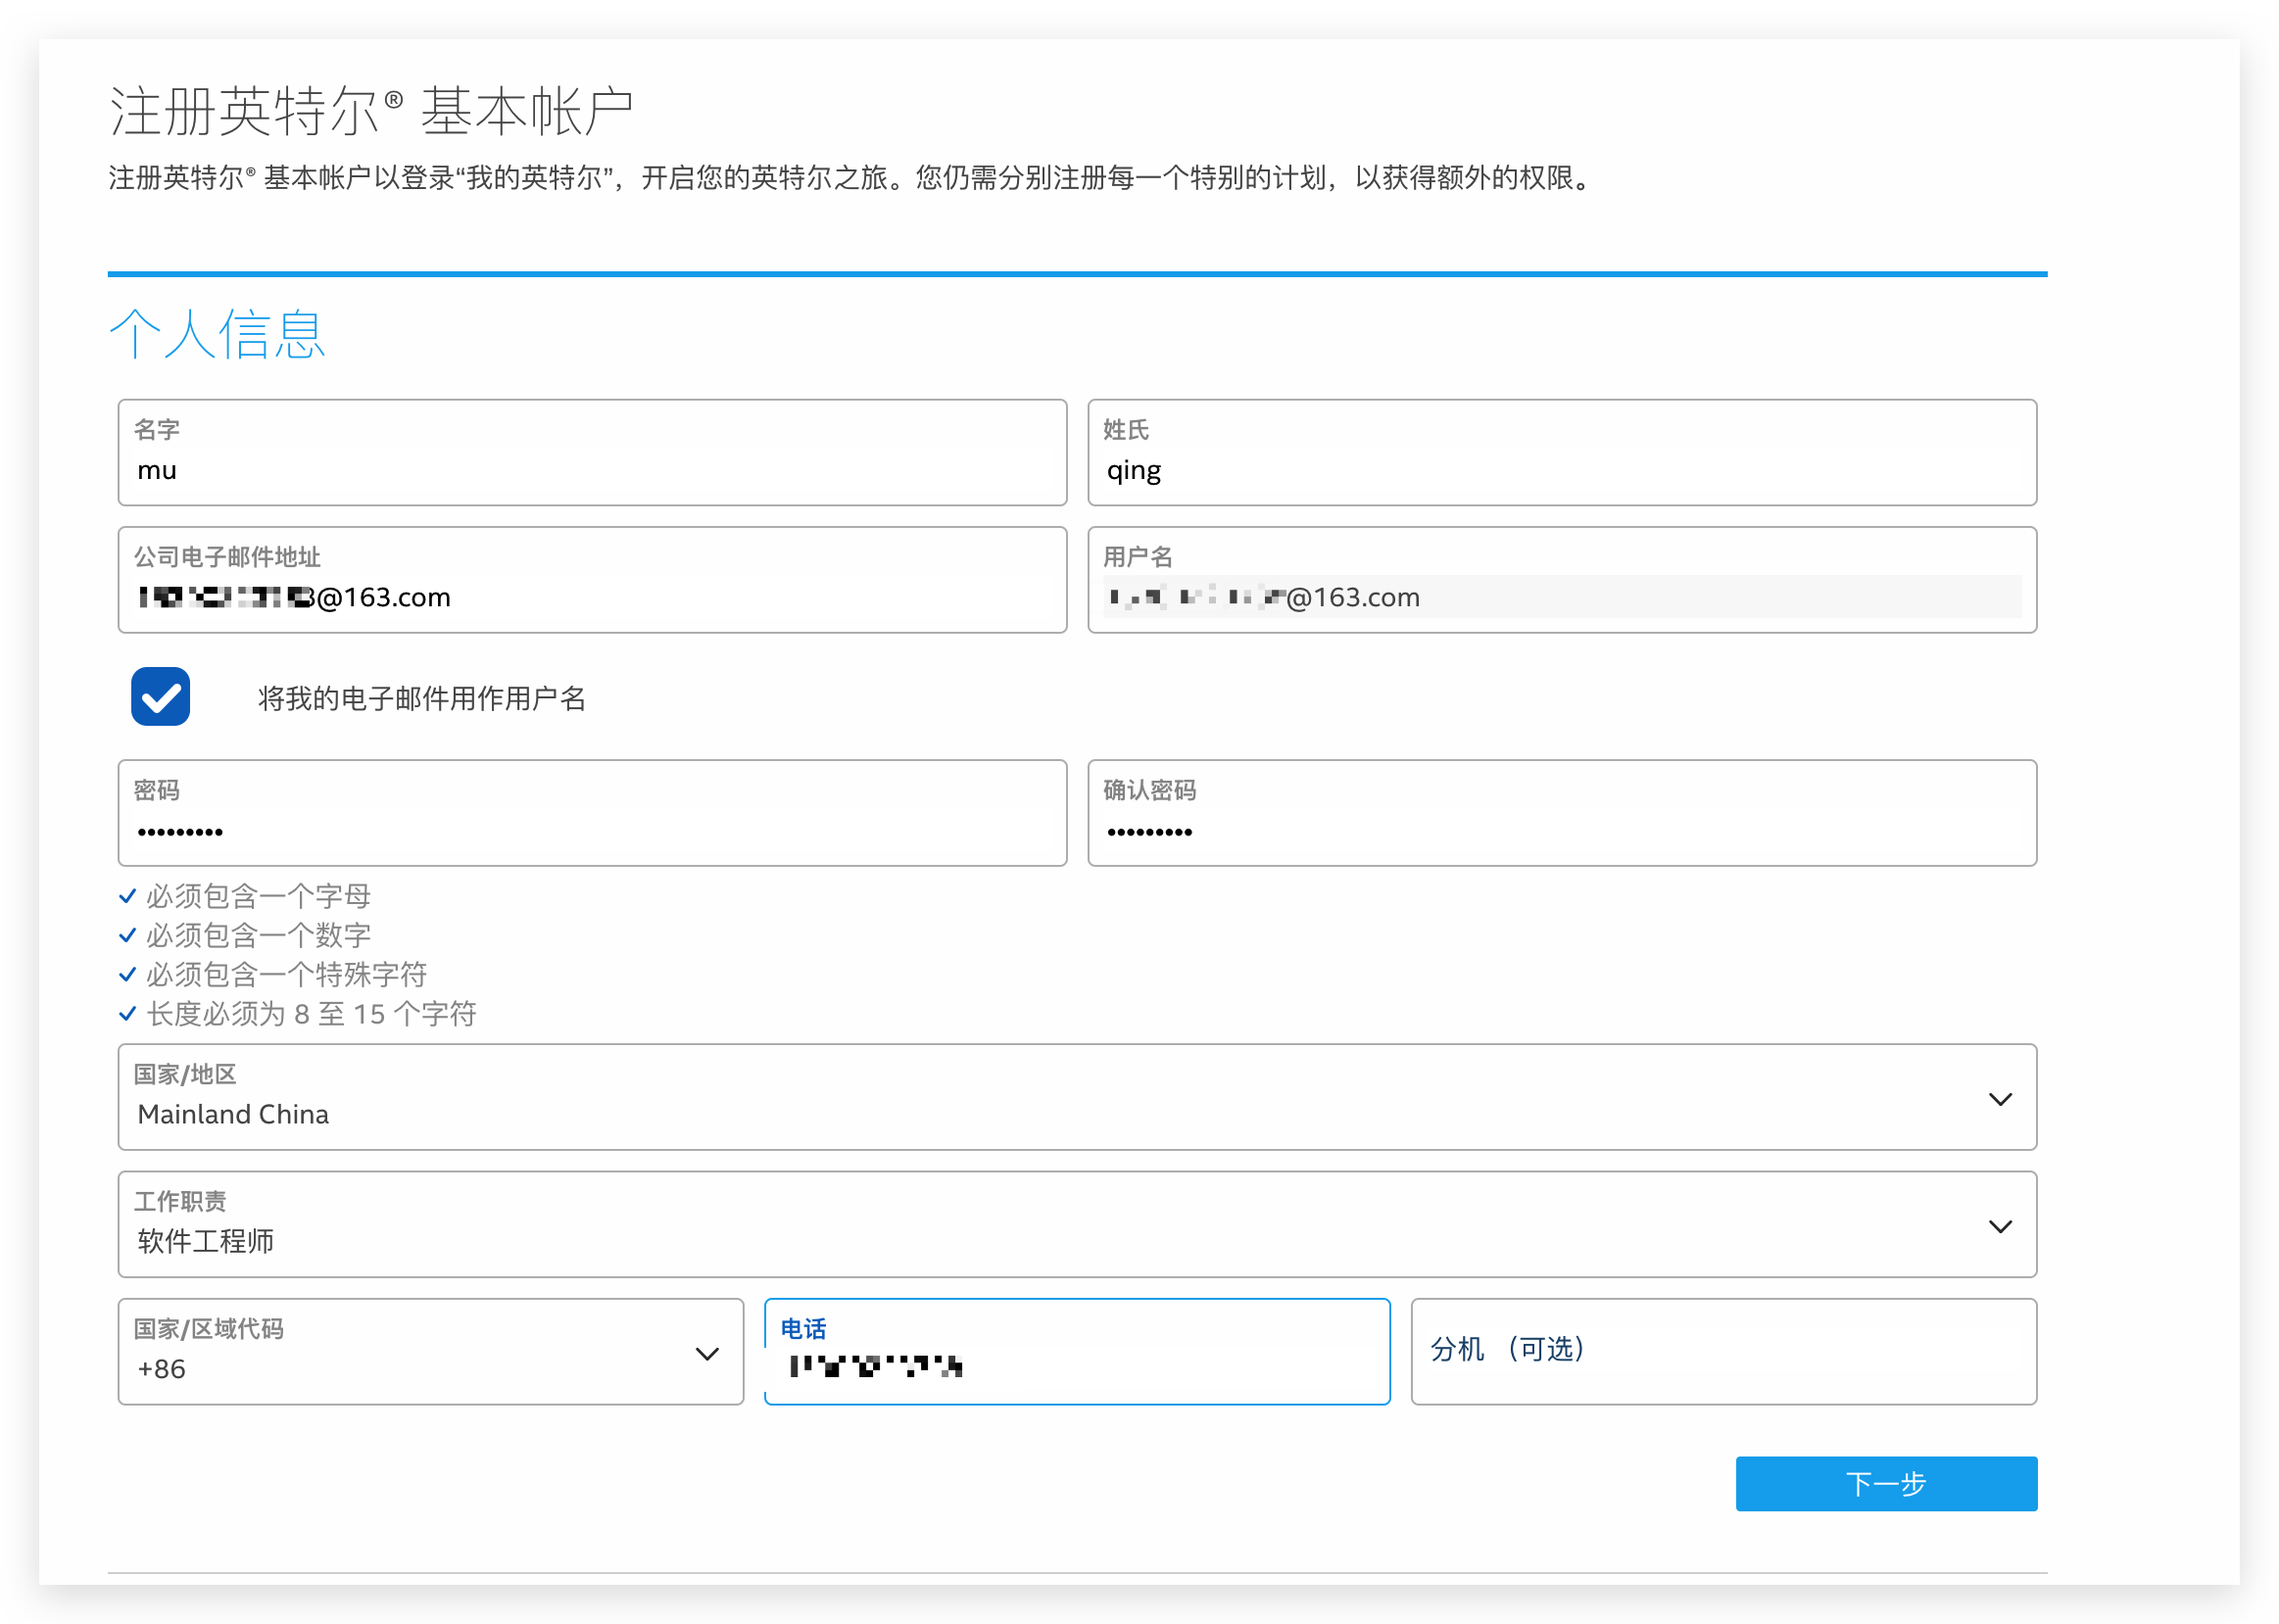 注册英特尔® 基本帐户
注册英特尔® 基本帐户以登录“我的英特尔”，开启您的英特尔之旅。您仍需分别注册每一个特别的计划，以获得额外的权限。
个人信息
名字
mu
姓氏
qing
公司电子邮件地址
@163.com
用户名
@163.com
将我的电子邮件用作用户名
密码
•••••••••
确认密码
•••••••••
必须包含一个字母
必须包含一个数字
必须包含一个特殊字符
长度必须为 8 至 15 个字符
国家/地区
Mainland China
工作职责
软件工程师
国家/区域代码
+86
电话
分机 （可选）
下一步